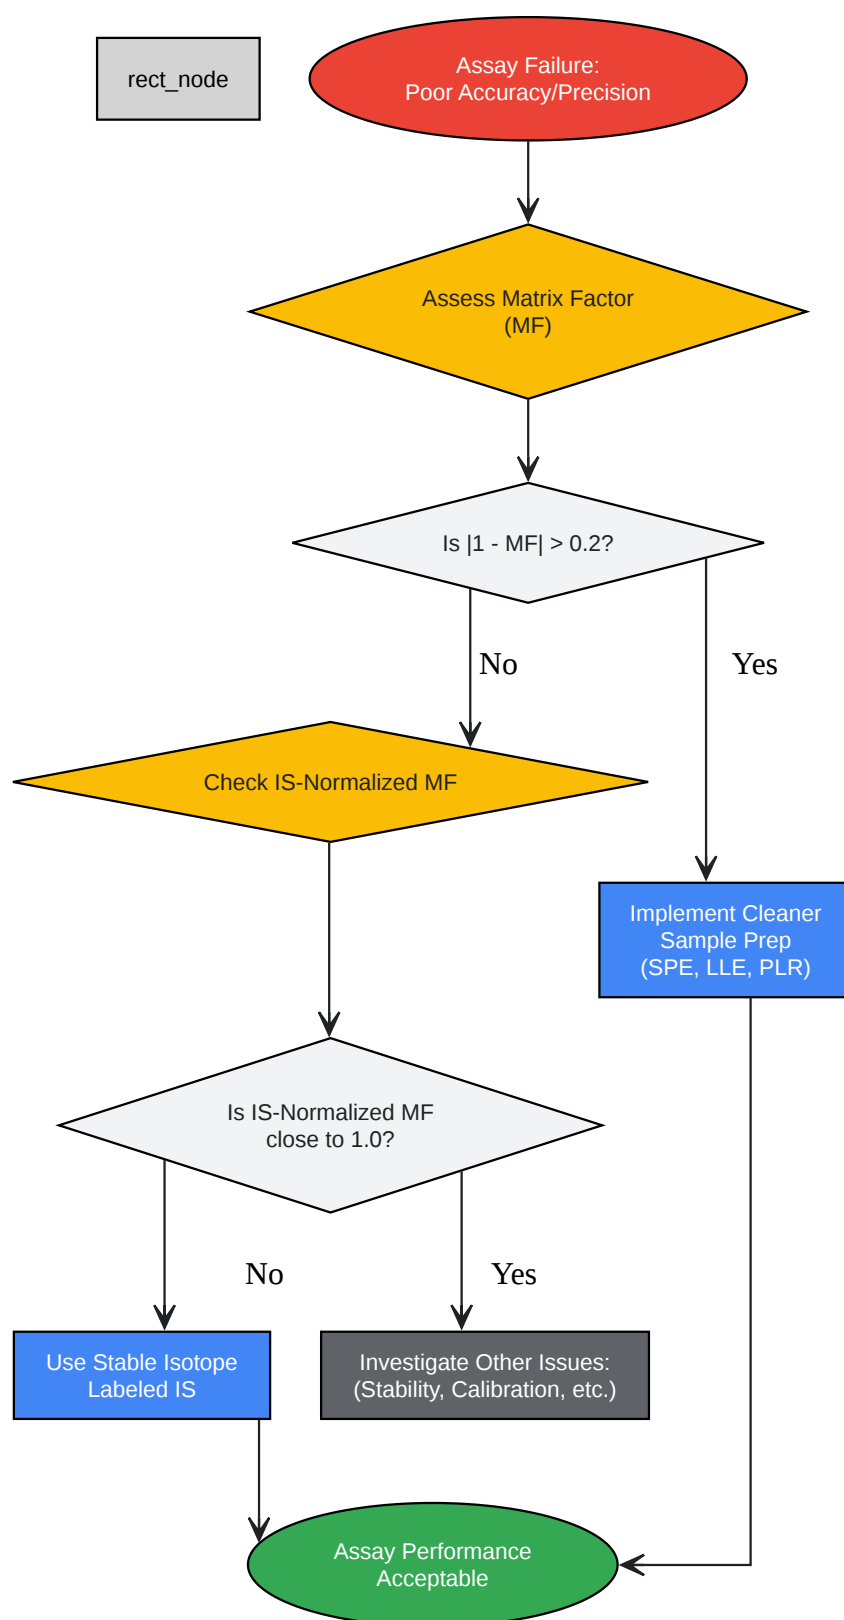 rect_node
Assay Failure:
Poor Accuracy/Precision
Assess Matrix Factor
(MF)
Is |1 - MF| > 0.2?
No
Yes
Check IS-Normalized MF
Implement Cleaner
Sample Prep
(SPE, LLE, PLR)
Is IS-Normalized MF
close to 1.0?
No
Yes
Use Stable Isotope
Labeled IS
Investigate Other Issues:
(Stability, Calibration, etc.)
Assay Performance
Acceptable